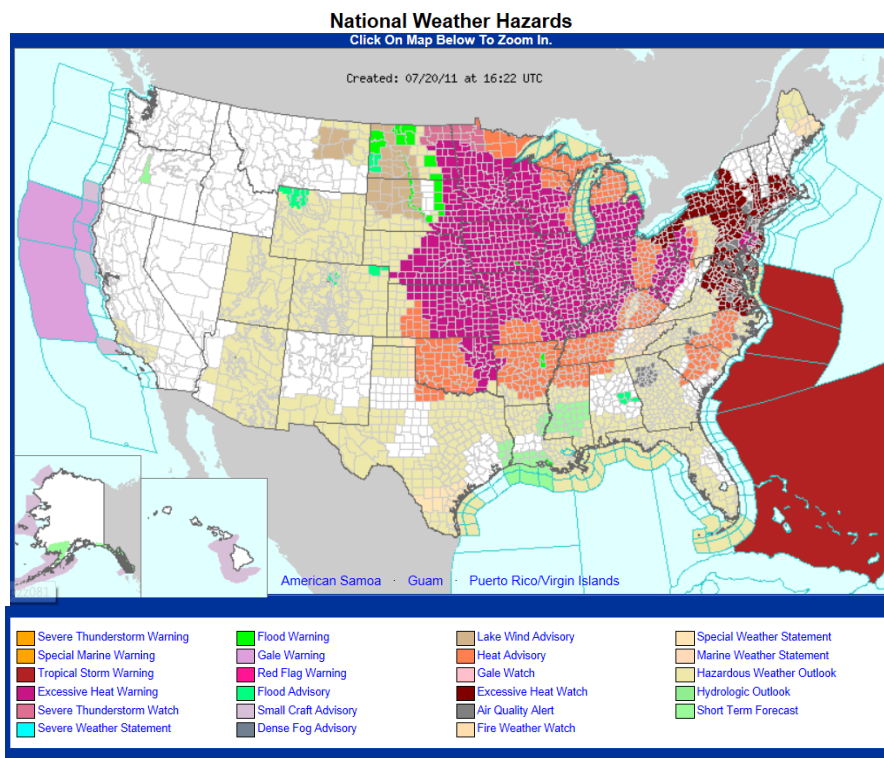 National Weather Hazards
Click On Map Below To Zoom In.
Created: 07/20/11 at 16:22 UTC
American Samoa · Guam · Puerto Rico/Virgin Islands
Severe Thunderstorm Warning
Special Marine Warning
Tropical Storm Warning
Excessive Heat Warning
Severe Thunderstorm Watch
Severe Weather Statement
Flood Warning
Gale Warning
Red Flag Warning
Flood Advisory
Small Craft Advisory
Dense Fog Advisory
Lake Wind Advisory
Heat Advisory
Gale Watch
Excessive Heat Watch
Air Quality Alert
Fire Weather Watch
Special Weather Statement
Marine Weather Statement
Hazardous Weather Outlook
Hydrologic Outlook
Short Term Forecast